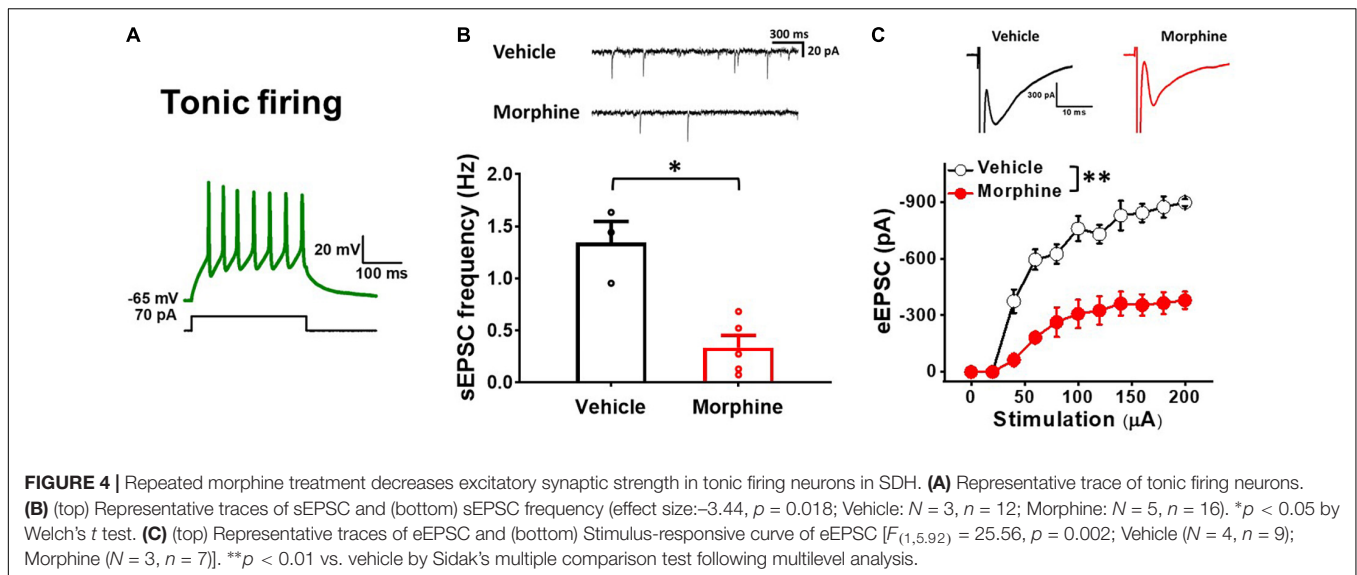 A
Tonic firing
20 mV
100 ms
-65 mV
70 pA
B
Vehicle
300 ms
20 pA
Morphine
sEPSC frequency (Hz)
2.0
*
1.5
1.0
0.5
0.0
Vehicle
Morphine
C
Vehicle
Morphine
300 pA
10 ms
Vehicle
Morphine
**
eEPSC (pA)
-900
-600
-300
0
0
50
100
150
200
Stimulation (μA)
FIGURE 4 | Repeated morphine treatment decreases excitatory synaptic strength in tonic firing neurons in SDH. (A) Representative trace of tonic firing neurons.
(B) (top) Representative traces of sEPSC and (bottom) sEPSC frequency (effect size:–3.44, p = 0.018; Vehicle: N = 3, n = 12; Morphine: N = 5, n = 16). *p < 0.05 by
Welch's t test. (C) (top) Representative traces of eEPSC and (bottom) Stimulus-responsive curve of eEPSC [F(1,5.92) = 25.56, p = 0.002; Vehicle (N = 4, n = 9);
Morphine (N = 3, n = 7)]. **p < 0.01 vs. vehicle by Sidak's multiple comparison test following multilevel analysis.